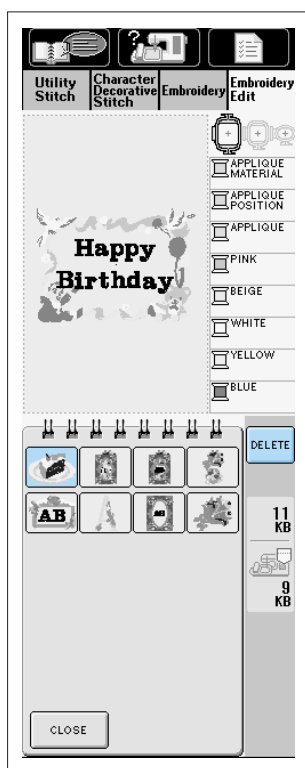 ?
Utility Stitch
Character Decorative Stitch
Embroidery
Embroidery Edit
APPLIQUE MATERIAL
APPLIQUE POSITION
APPLIQUE
PINK
BEIGE
WHITE
YELLOW
BLUE
Happy
Birthday
DELETE
AB
AB
11 KB
9 KB
CLOSE